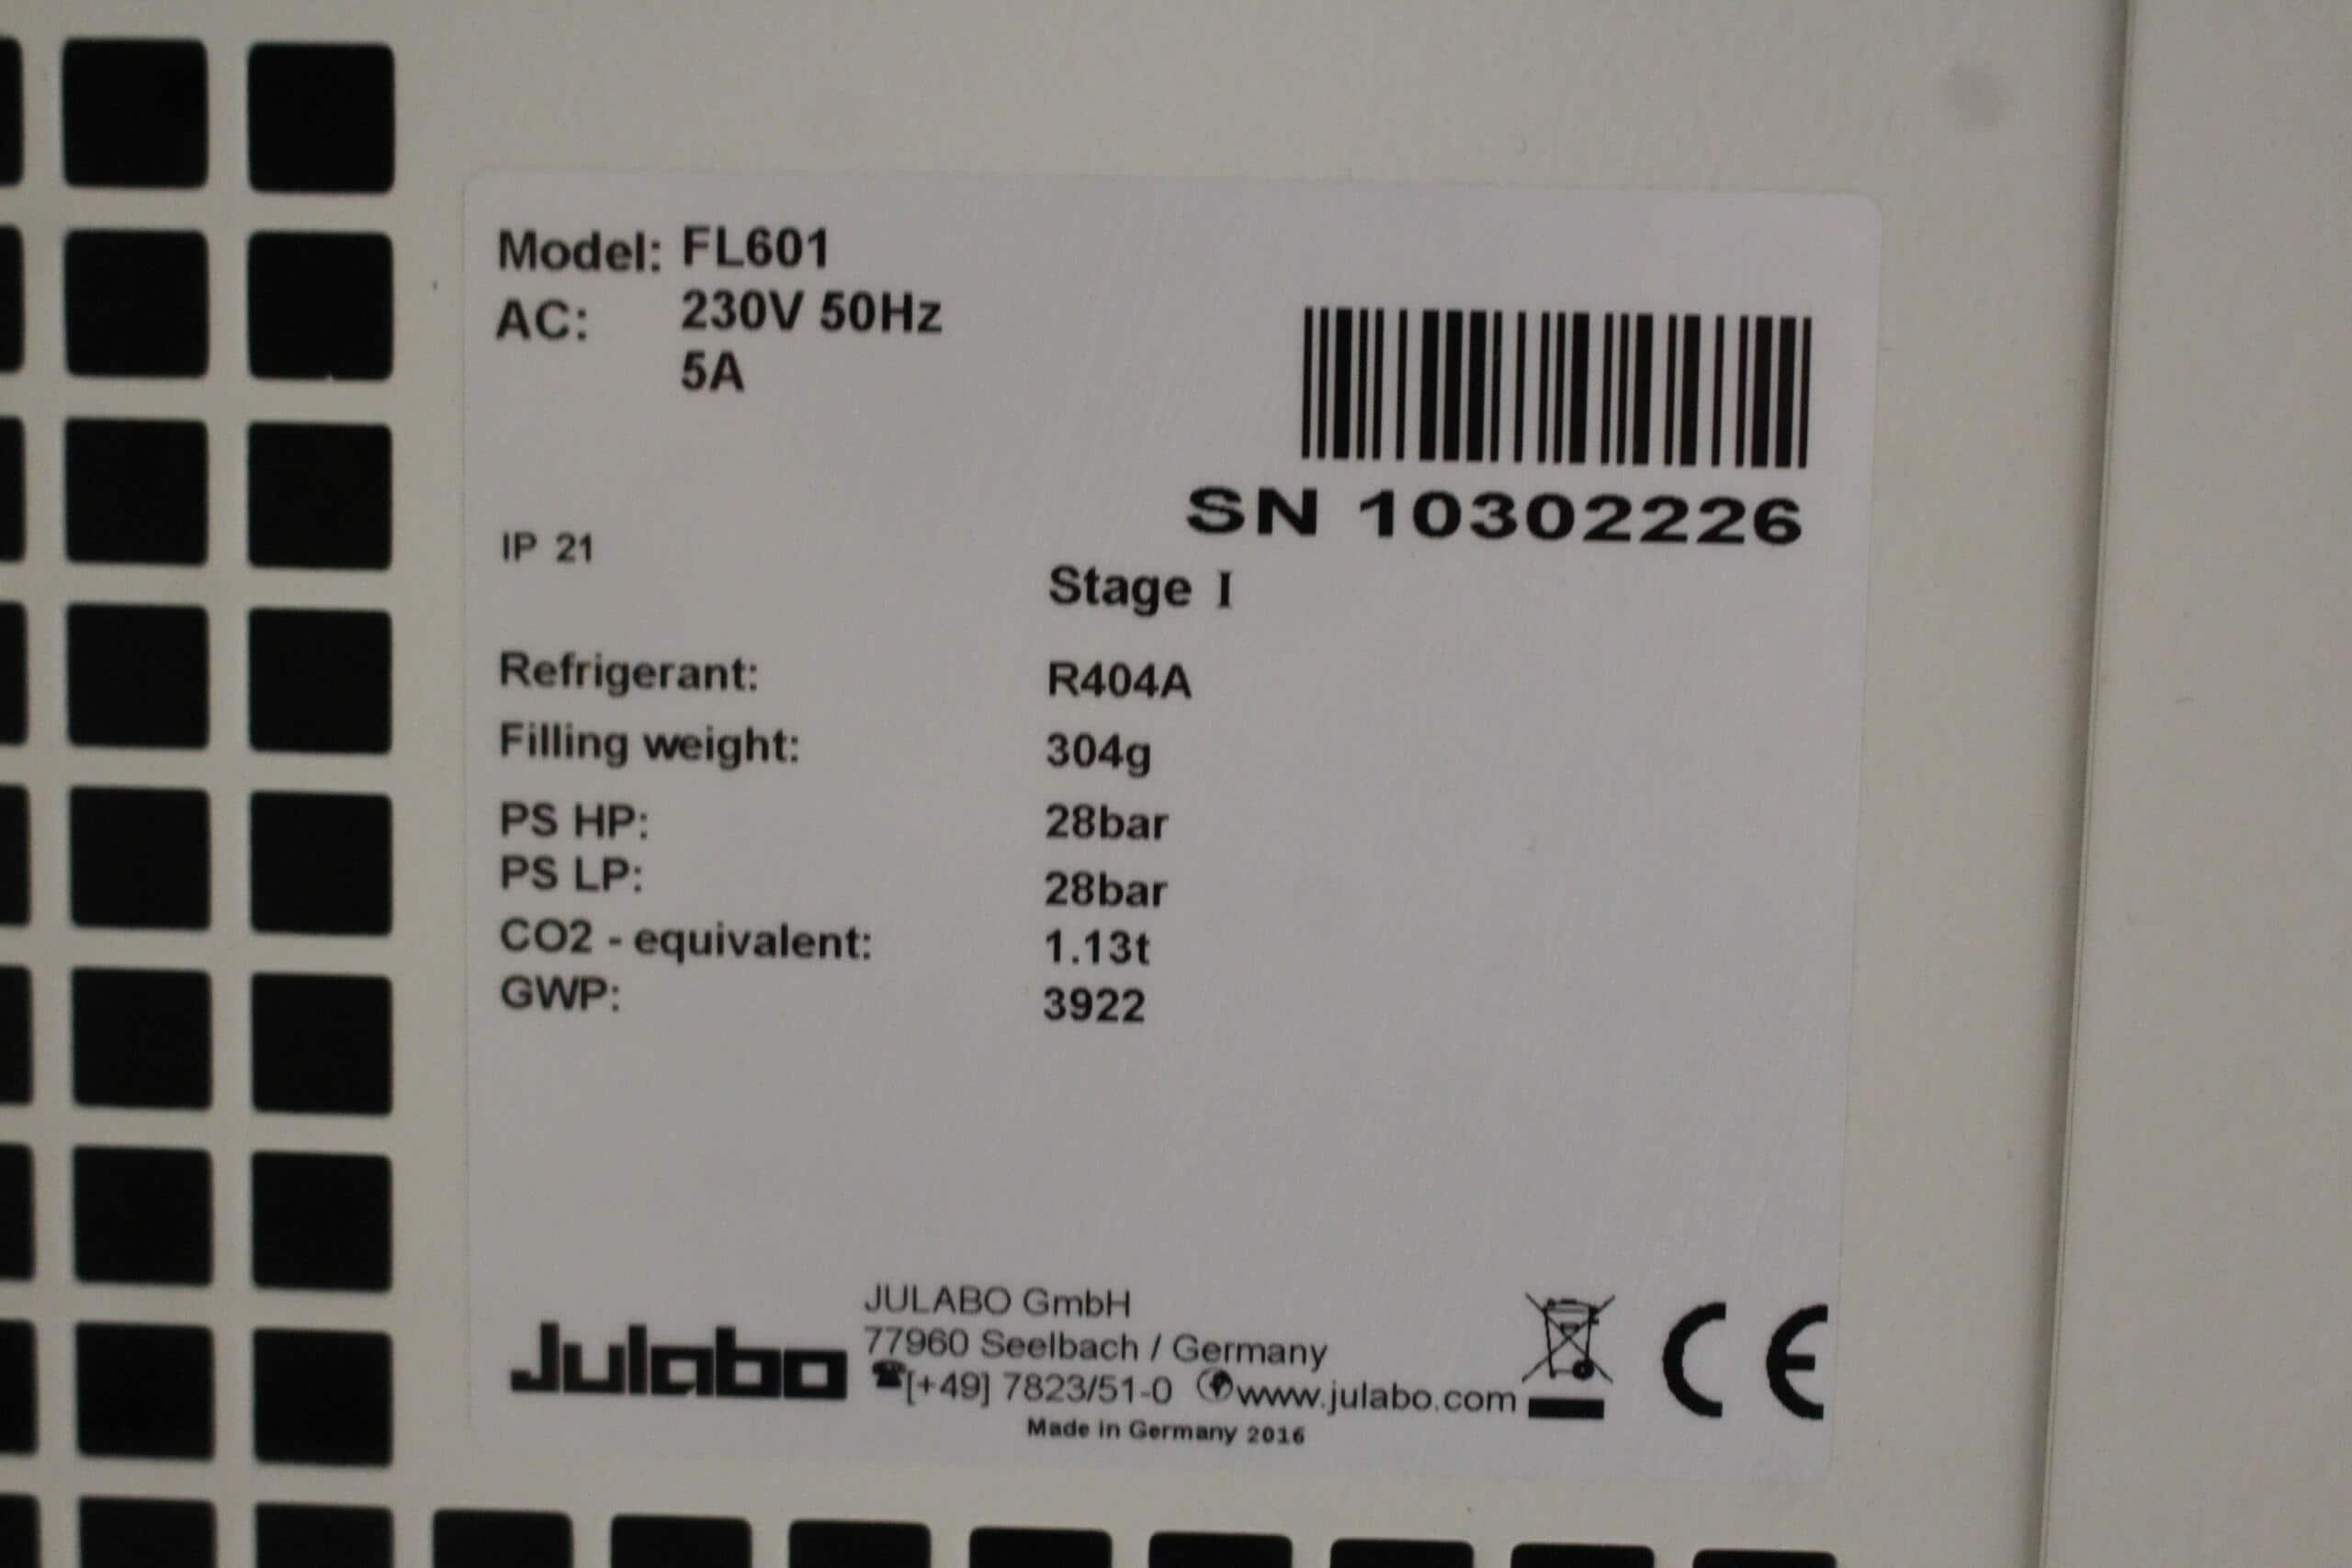 Model: FL601
AC: 230V 50Hz
5A
SN 10302226
IP 21
Stage I
Refrigerant: R404A
Filling weight: 304g
PS HP: 28bar
PS LP: 28bar
CO2 - equivalent: 1.13t
GWP: 3922
Julabo
JULABO GmbH
77960 Seelbach / Germany
☎[+49] 7823/51-0 www.julabo.com
Made in Germany 2016
CE